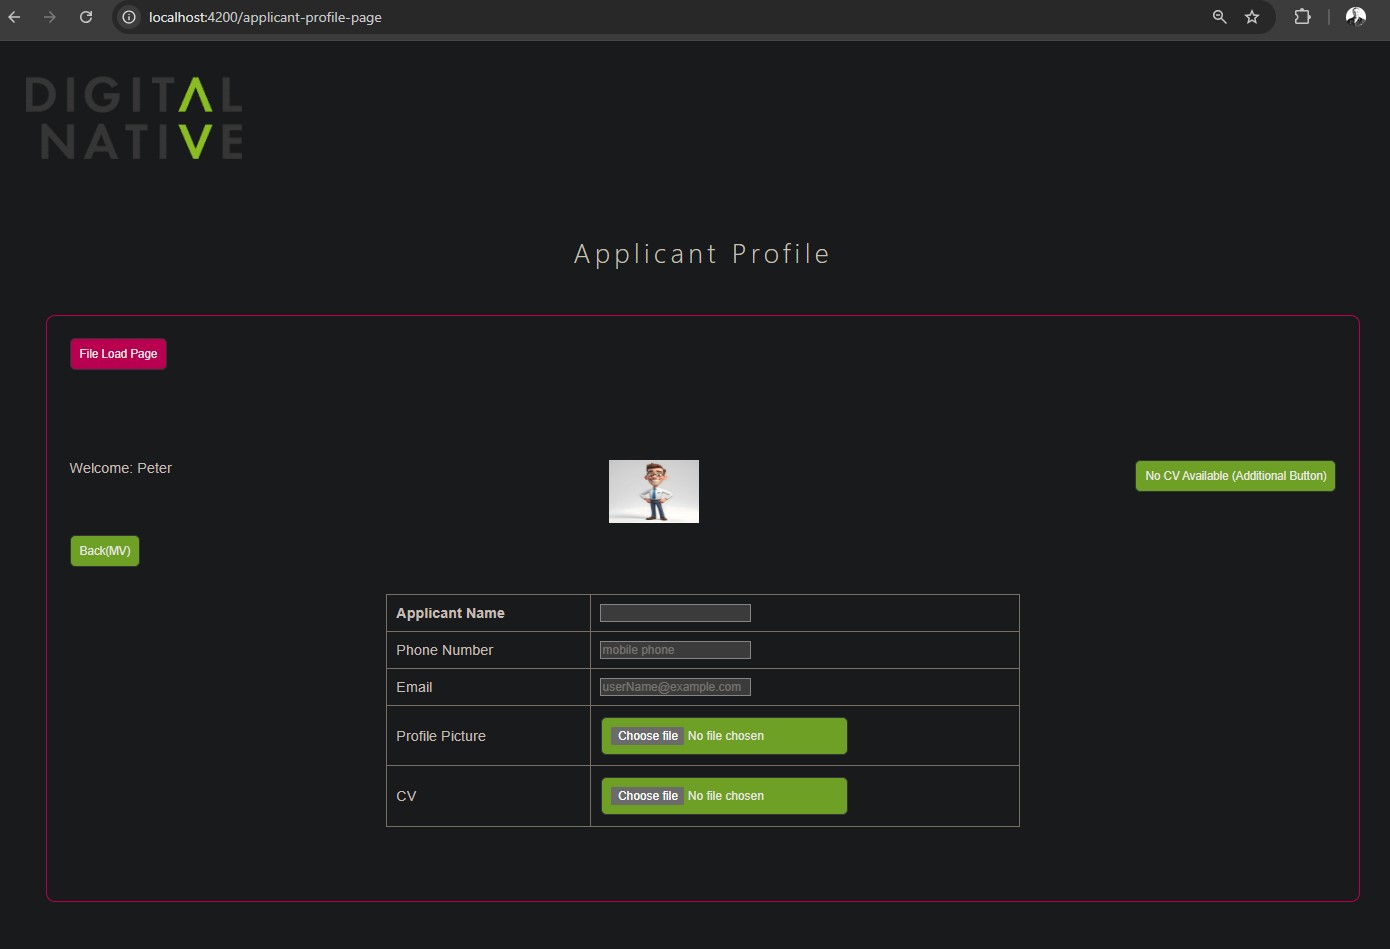 localhost:4200/applicant-profile-page
DIGITAL
NATIVE
Applicant Profile
File Load Page
Welcome: Peter
No CV Available (Additional Button)
Back(MV)
Applicant Name
Phone Number mobile phone
Email userName@example.com
Profile Picture Choose file No file chosen
CV Choose file No file chosen